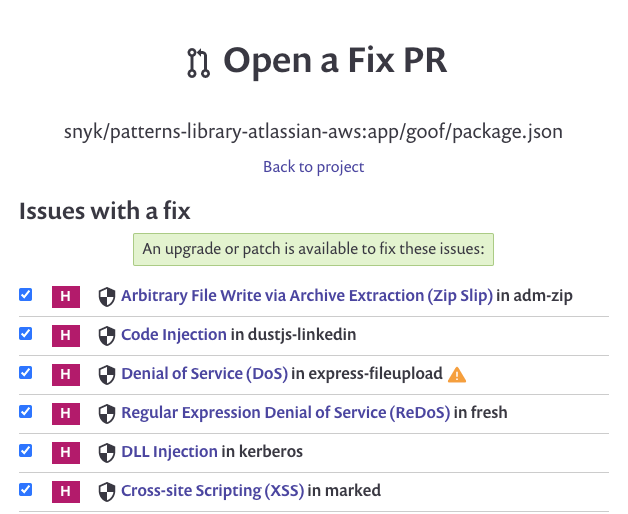 Open a Fix PR
snyk/patterns-library-atlassian-aws:app/goof/package.json
Back to project
Issues with a fix
An upgrade or patch is available to fix these issues:
H Arbitrary File Write via Archive Extraction (Zip Slip) in adm-zip
H Code Injection in dustjs-linkedin
H Denial of Service (DoS) in express-fileupload
H Regular Expression Denial of Service (ReDoS) in fresh
H DLL Injection in kerberos
H Cross-site Scripting (XSS) in marked